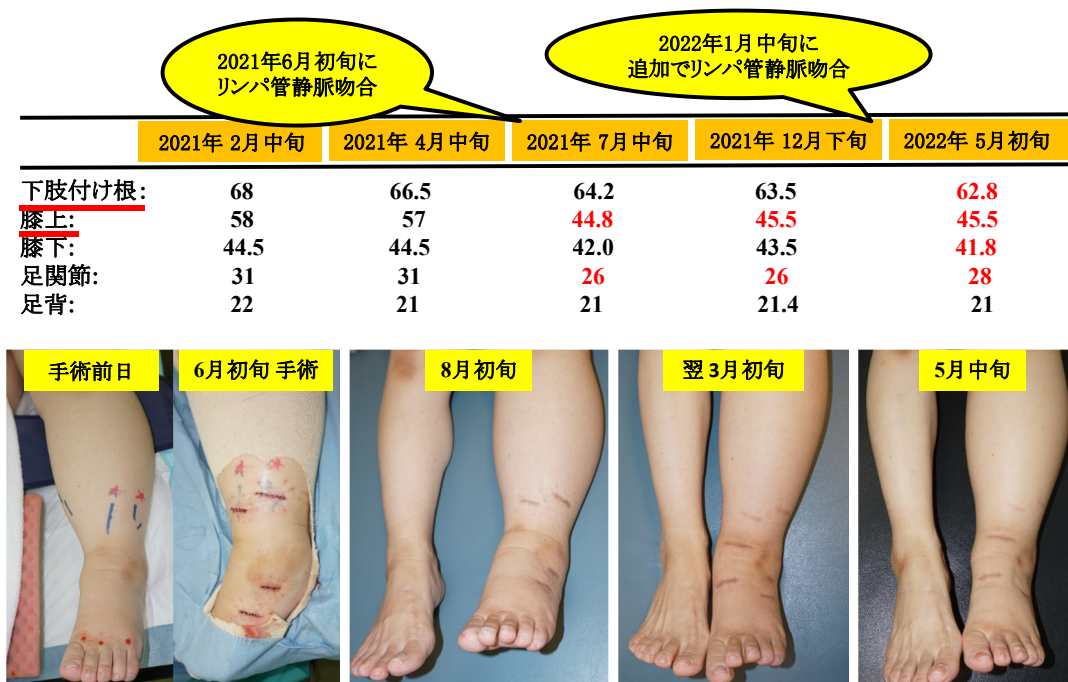 2021年6月初旬に
リンパ管静脈吻合
2022年1月中旬に
追加でリンパ管静脈吻合
2021年 2月中旬 2021年 4月中旬 2021年 7月中旬 2021年 12月下旬 2022年 5月初旬
下肢付け根: 68 66.5 64.2 63.5 62.8
膝上: 58 57 44.8 45.5 45.5
膝下: 44.5 44.5 42.0 43.5 41.8
足関節: 31 31 26 26 28
足背: 22 21 21 21.4 21
手術前日 6月初旬 手術 8月初旬 翌 3月初旬 5月中旬